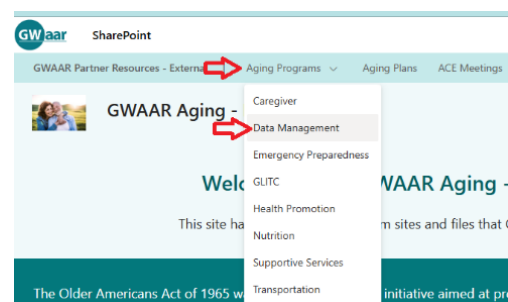 GWaar SharePoint
GWAAR Partner Resources - Externa Aging Programs Aging Plans ACE Meetings
GWAAR Aging -
Caregiver
Data Management
Emergency Preparedness
GLITC
Health Promotion
Nutrition
Supportive Services
Transportation
Welc WAAR Aging -
This site ha m sites and files that
The Older Americans Act of 1965 w initiative aimed at pr